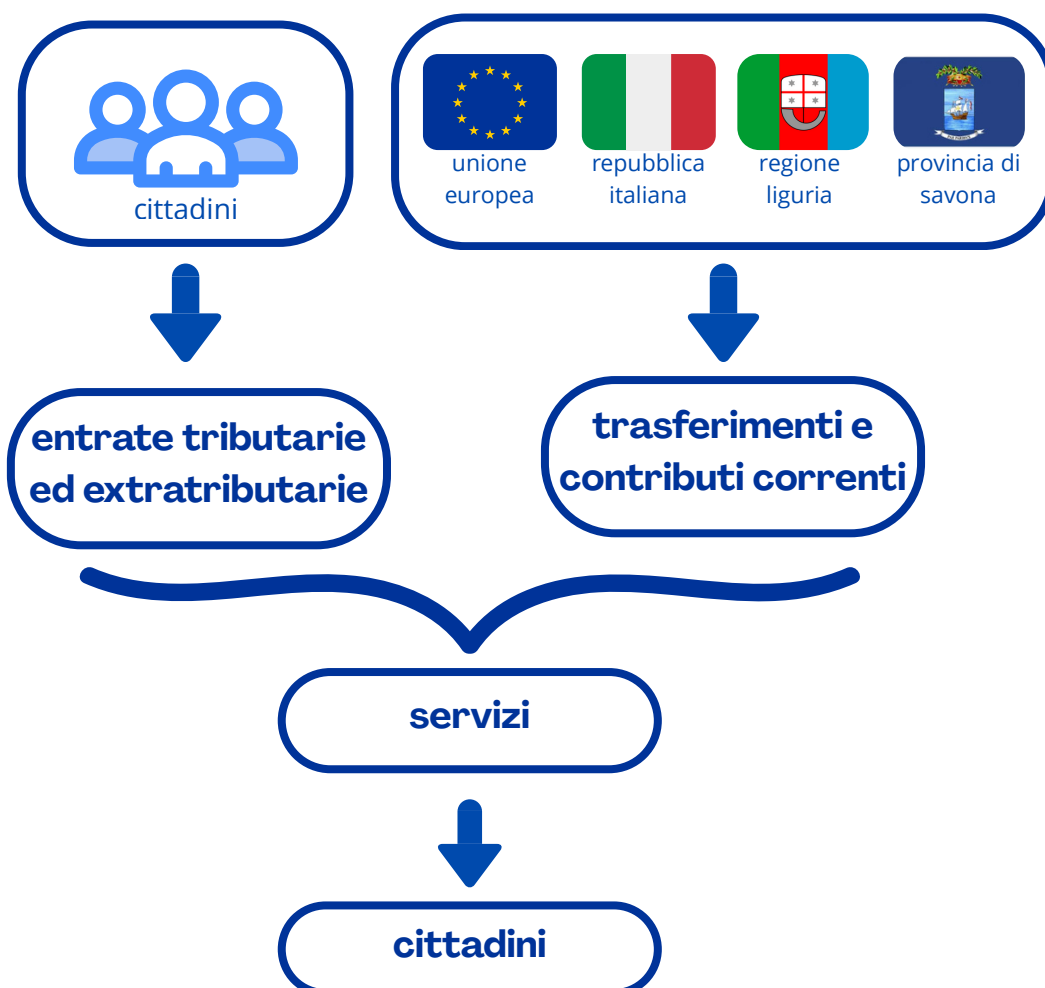 cittadini
unione
europea
repubblica
italiana
regione
liguria
provincia di
savona
entrate tributarie
ed extratributarie
trasferimenti e
contributi correnti
servizi
cittadini